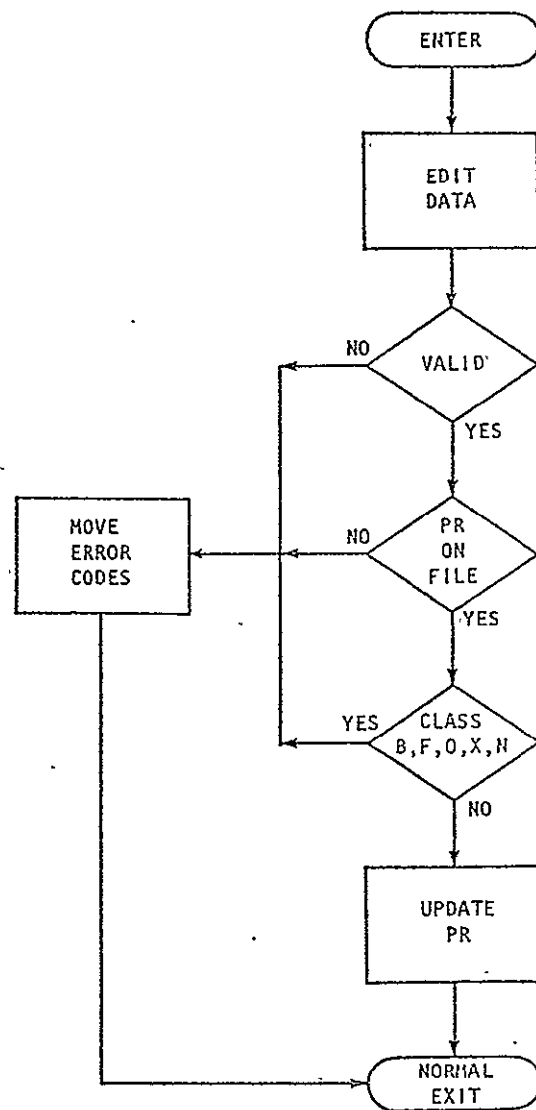 ENTER
EDIT
DATA
NO
VALID
YES
MOVE
ERROR
CODES
NO
PR
ON
FILE
YES
YES
CLASS
B,F,O,X,N
NO
UPDATE
PR
NORMAL
EXIT